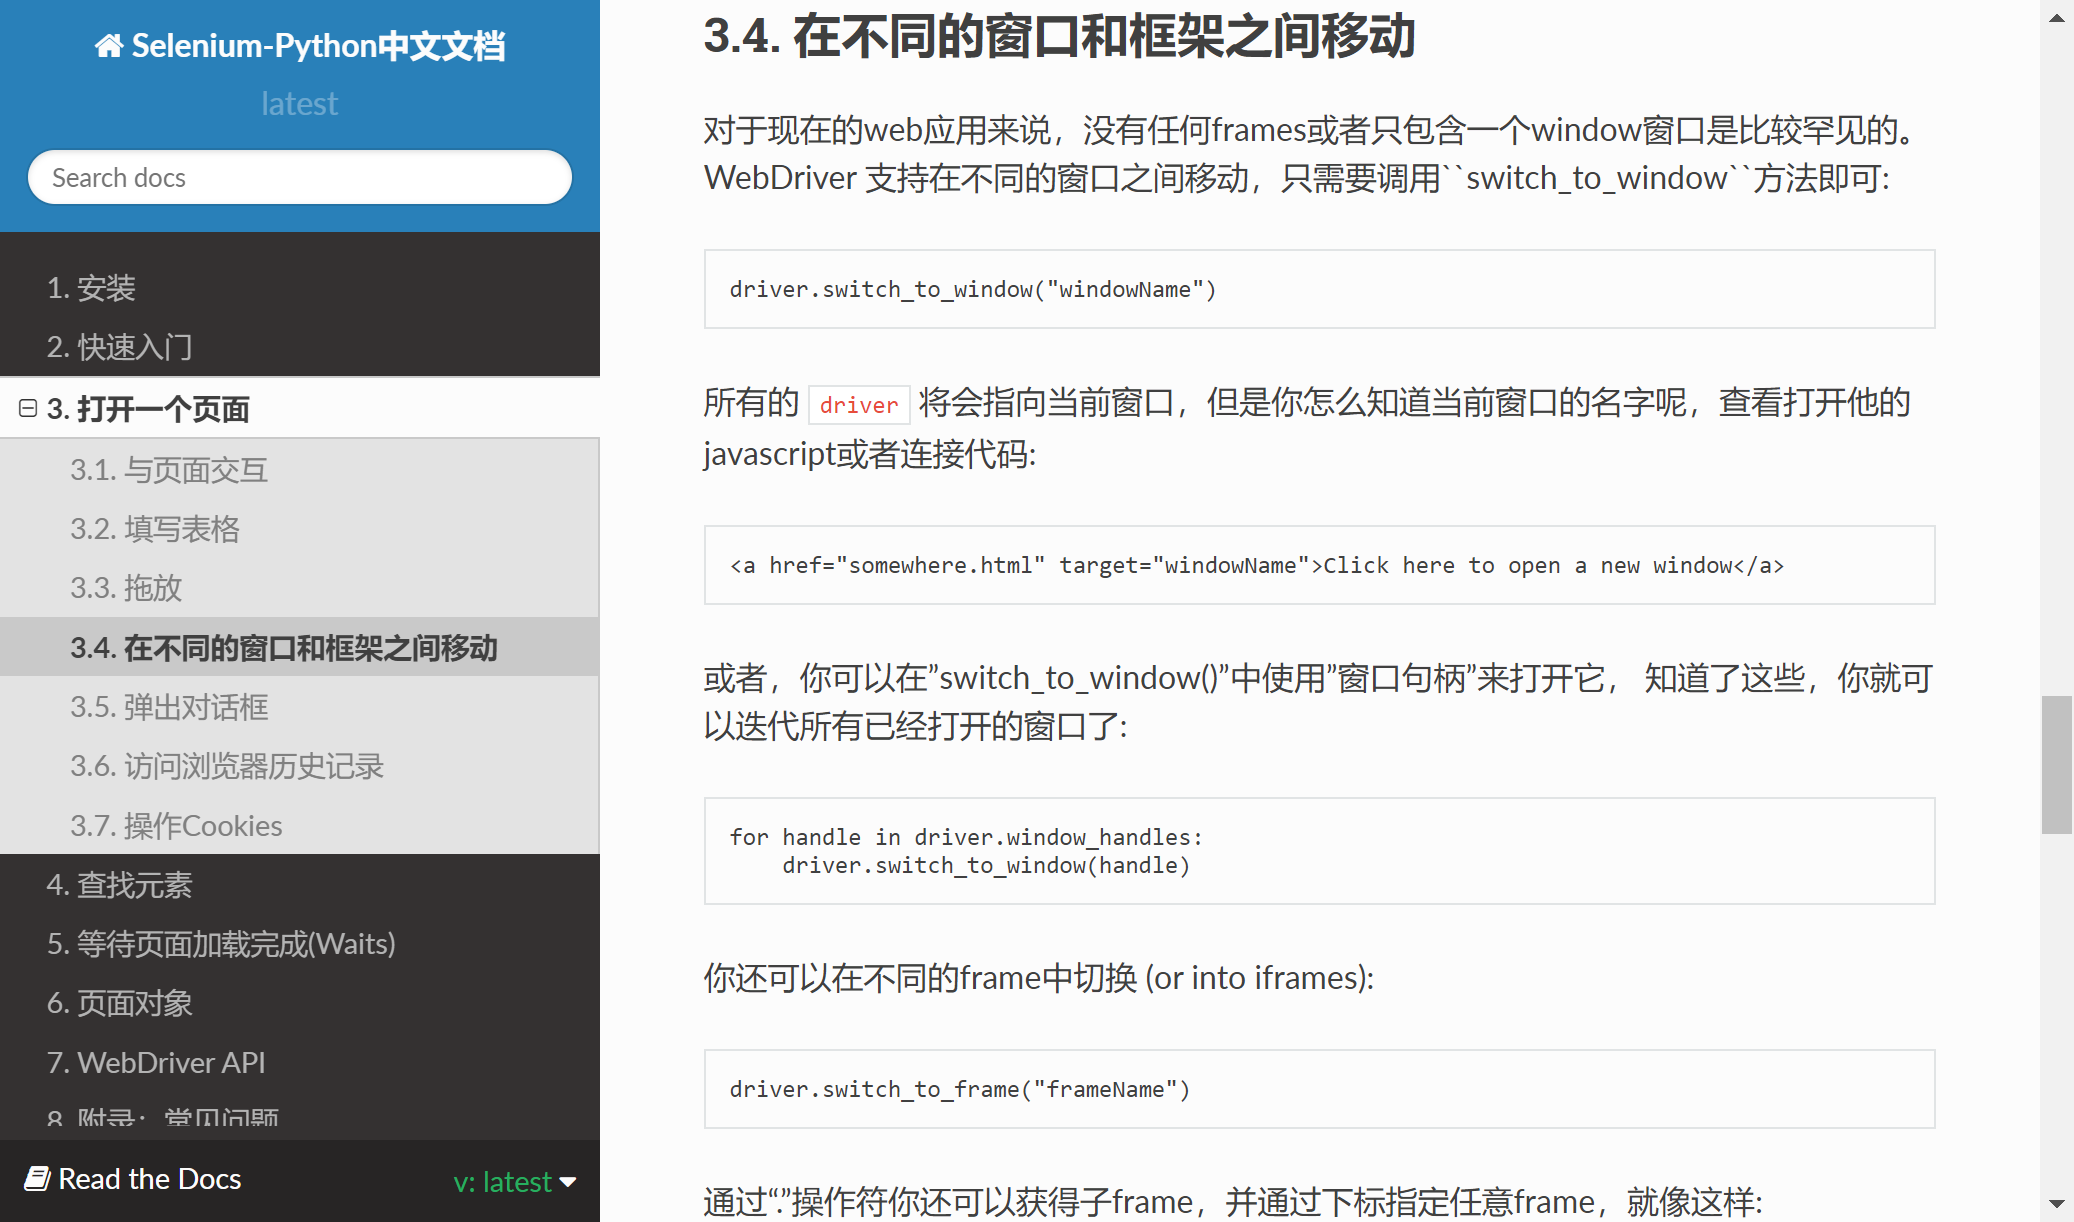 Selenium-Python中文文档
latest
Search docs
1. 安装
2. 快速入门
3. 打开一个页面
3.1. 与页面交互
3.2. 填写表格
3.3. 拖放
3.4. 在不同的窗口和框架之间移动
3.5. 弹出对话框
3.6. 访问浏览器历史记录
3.7. 操作Cookies
4. 查找元素
5. 等待页面加载完成(Waits)
6. 页面对象
7. WebDriver API
8. 附录：常见问题
Read the Docs
v: latest
3.4. 在不同的窗口和框架之间移动
对于现在的web应用来说，没有任何frames或者只包含一个window窗口是比较罕见的。
WebDriver 支持在不同的窗口之间移动，只需要调用``switch_to_window``方法即可:
driver.switch_to_window("windowName")
所有的 driver 将会指向当前窗口，但是你怎么知道当前窗口的名字呢，查看打开他的
javascript或者连接代码:
<a href="somewhere.html" target="windowName">Click here to open a new window</a>
或者，你可以在”switch_to_window()”中使用”窗口句柄”来打开它， 知道了这些，你就可
以迭代所有已经打开的窗口了:
for handle in driver.window_handles:
    driver.switch_to_window(handle)
你还可以在不同的frame中切换 (or into iframes):
driver.switch_to_frame("frameName")
通过“.”操作符你还可以获得子frame，并通过下标指定任意frame，就像这样: